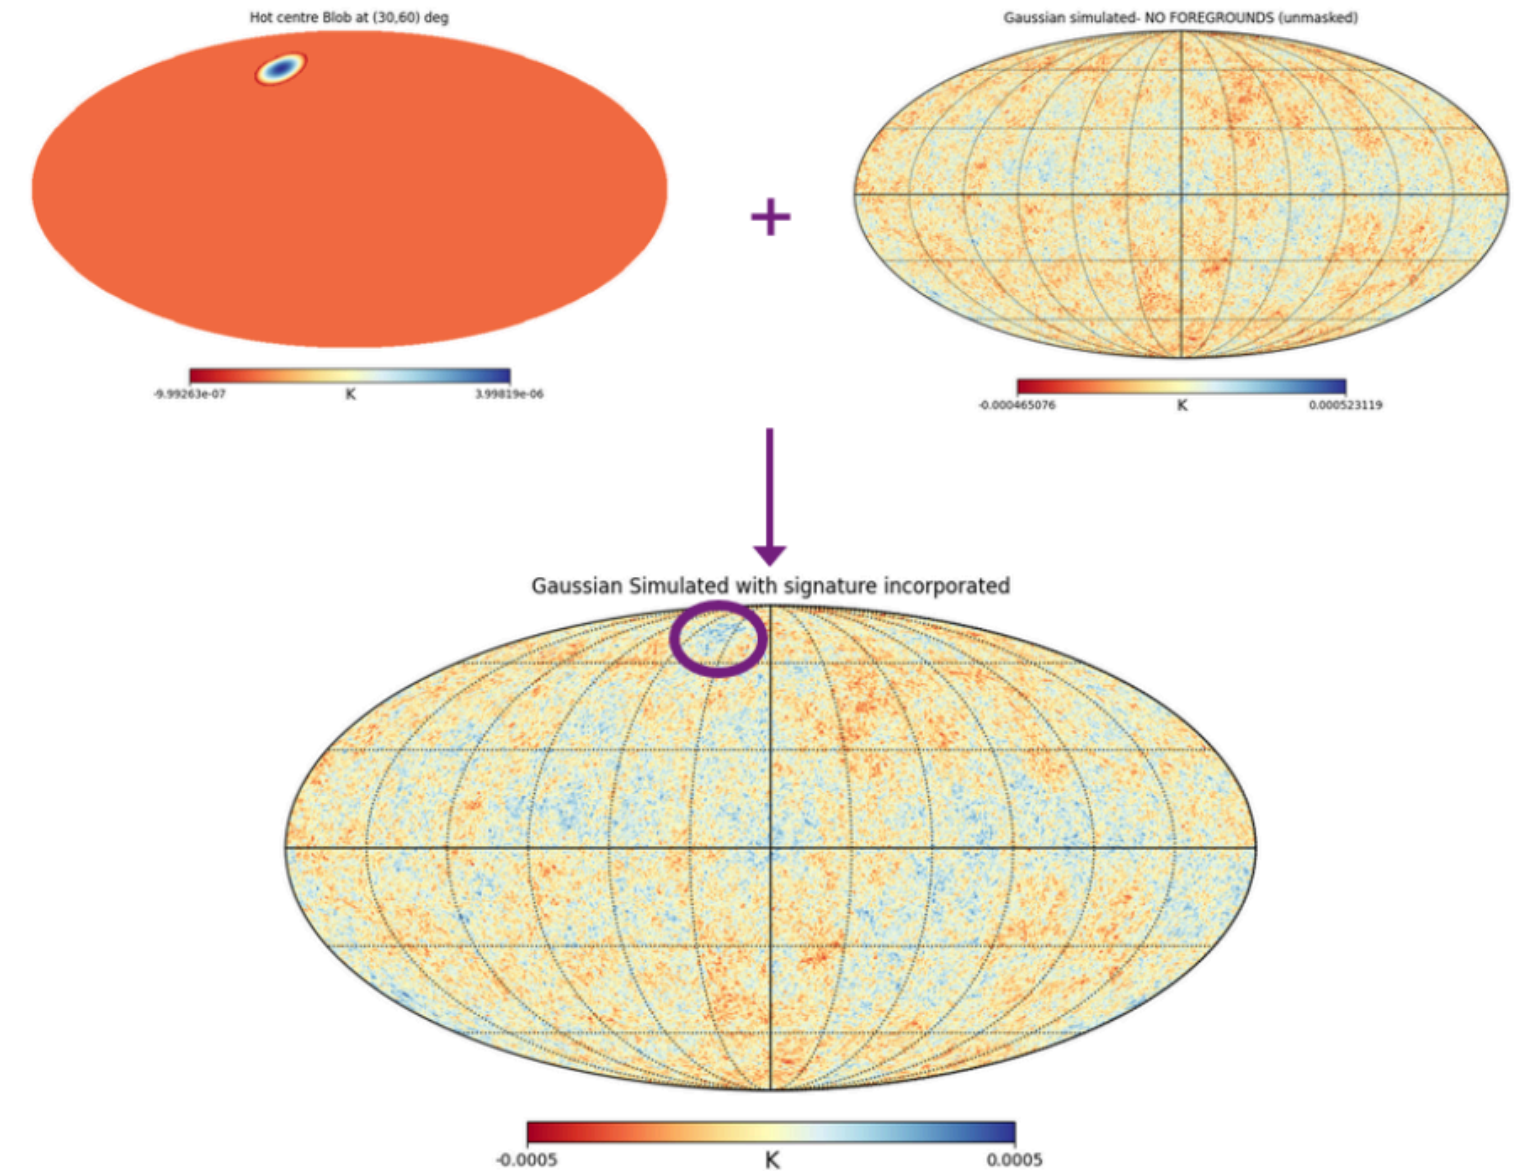 Hot centre Blob at (30,60) deg
-9.99263e-07
K
3.99819e-06
+
Gaussian simulated- NO FOREGROUNDS (unmasked)
-0.000465076
K
0.000523119
Gaussian Simulated with signature incorporated
-0.0005
K
0.0005